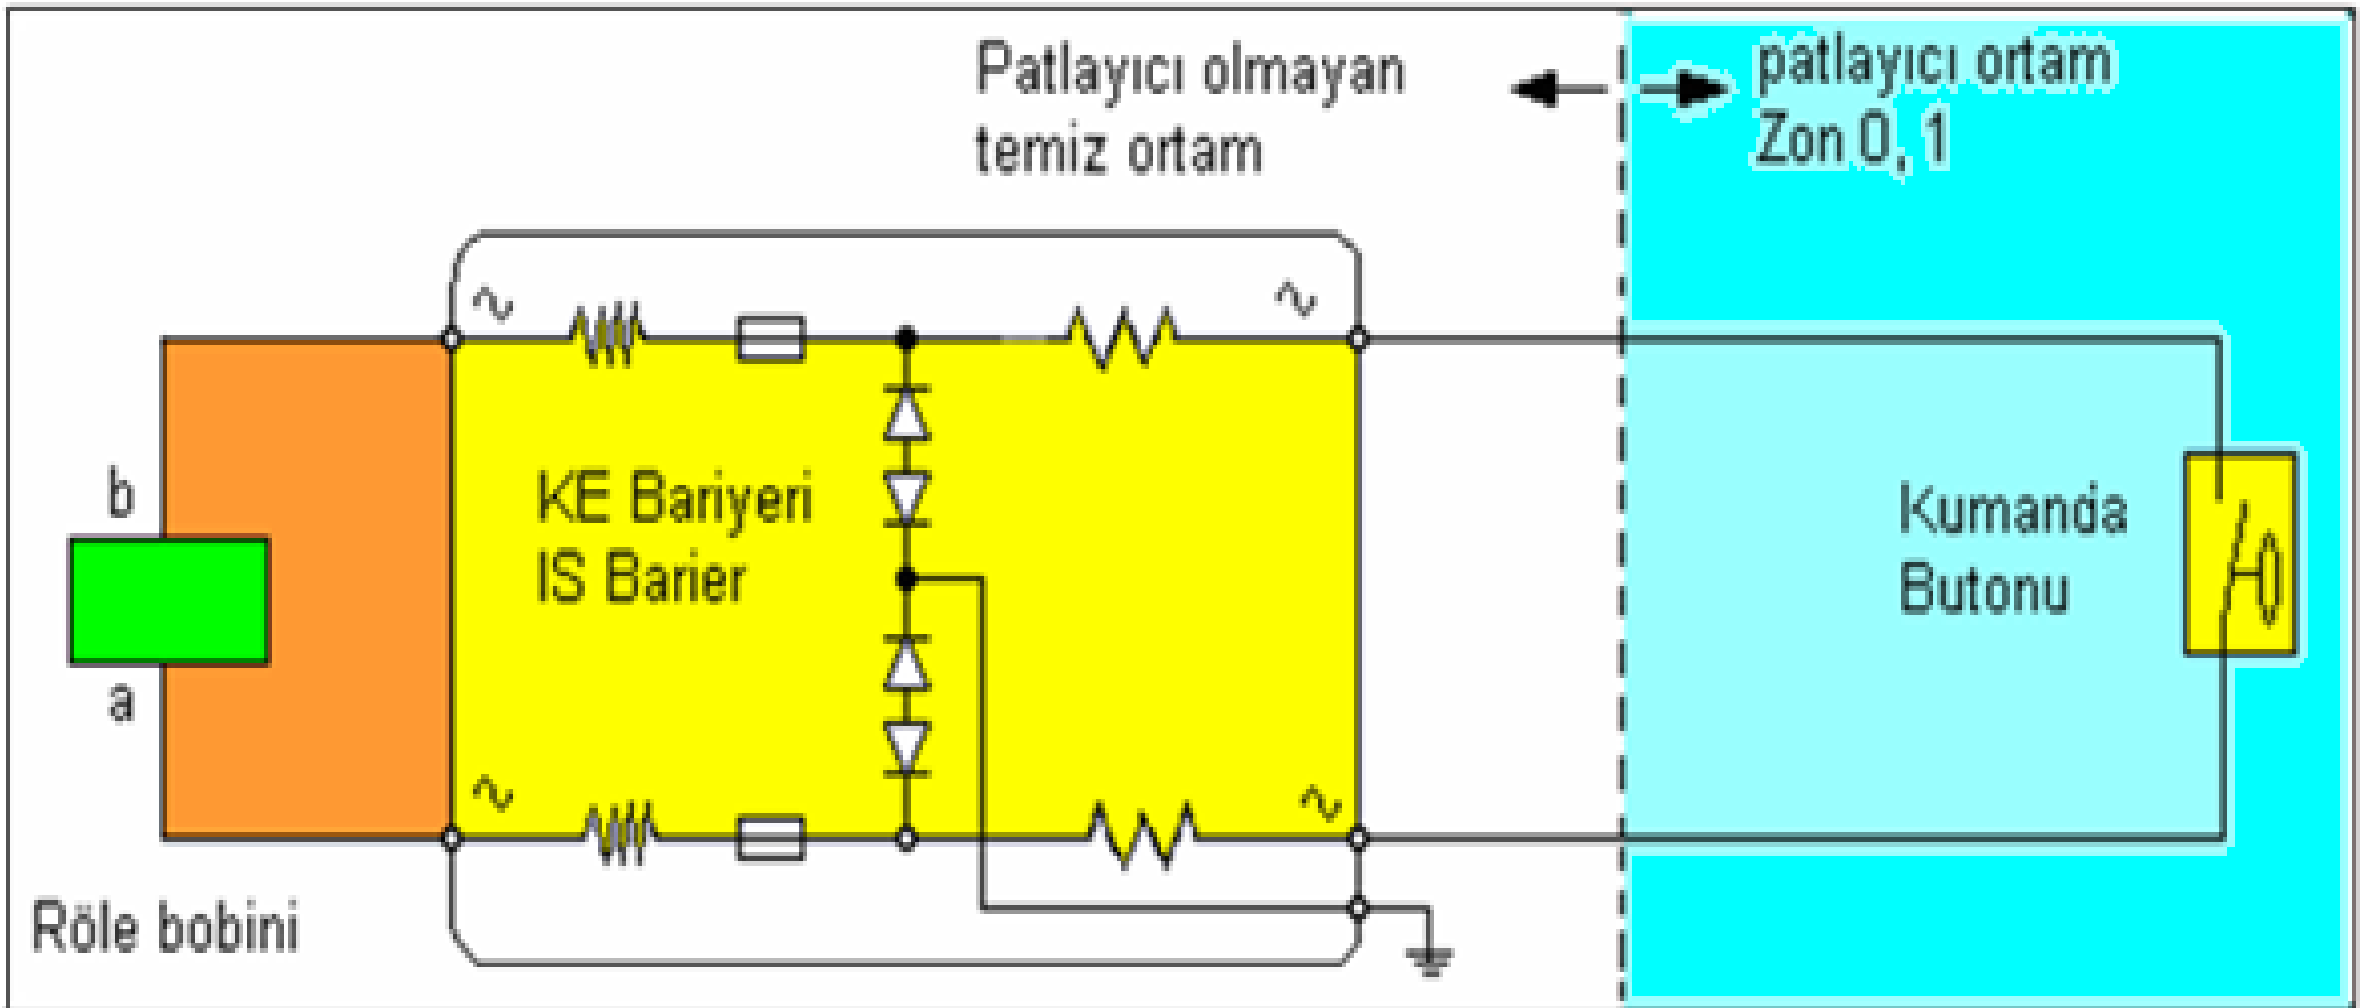 Patlayıcı olmayan
temiz ortam
patlayıcı ortam
Zon 0, 1
b
KE Bariyeri
IS Barier
Kumanda
Butonu
a
Röle bobini